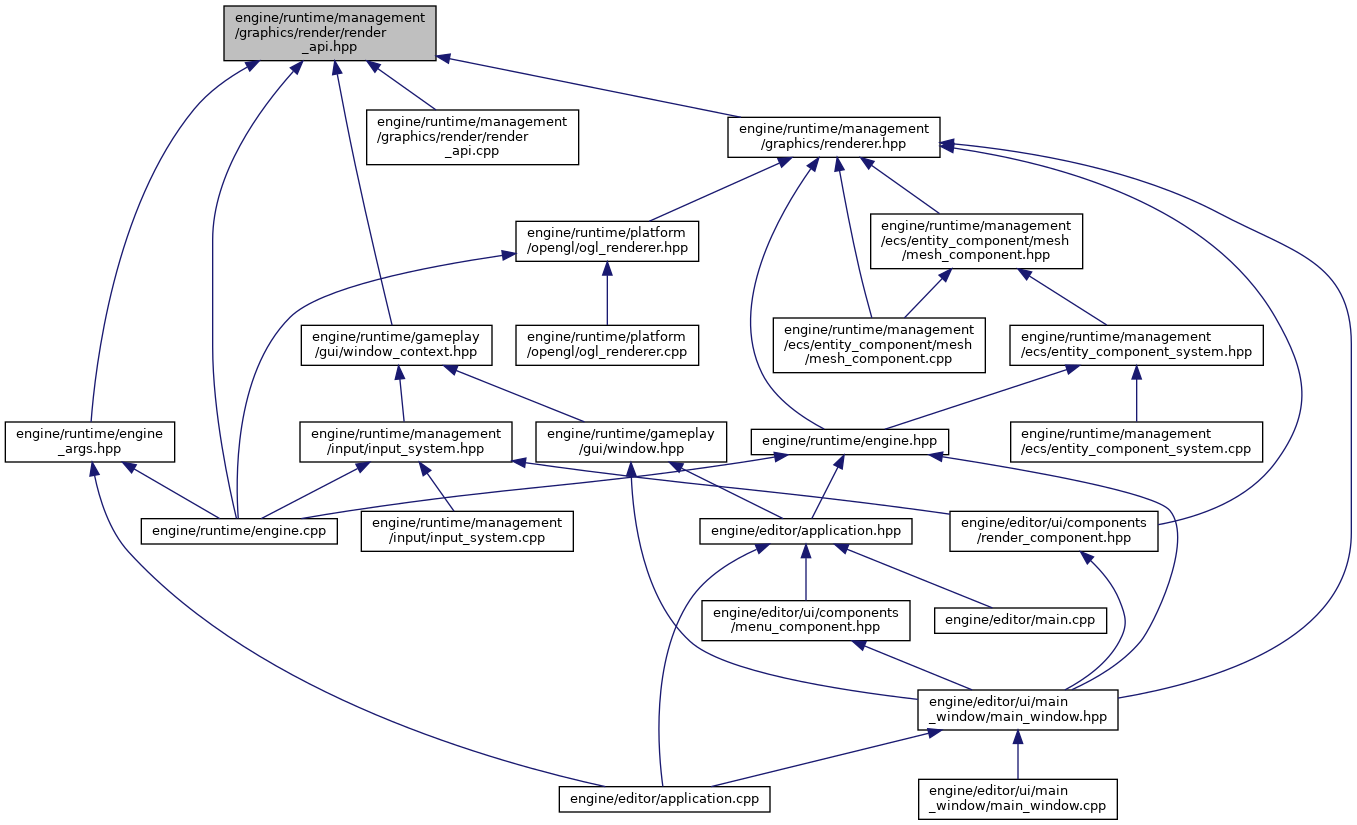 engine/runtime/management
/graphics/render/render
_api.hpp
engine/runtime/management
/graphics/render/render
_api.cpp
engine/runtime/management
/graphics/renderer.hpp
engine/runtime/platform
/opengl/ogl_renderer.hpp
engine/runtime/management
/ecs/entity_component/mesh
/mesh_component.hpp
engine/runtime/gameplay
/gui/window_context.hpp
engine/runtime/platform
/opengl/ogl_renderer.cpp
engine/runtime/management
/ecs/entity_component/mesh
/mesh_component.cpp
engine/runtime/management
/ecs/entity_component_system.hpp
engine/runtime/engine
_args.hpp
engine/runtime/management
/input/input_system.hpp
engine/runtime/gameplay
/gui/window.hpp
engine/runtime/engine.hpp
engine/runtime/management
/ecs/entity_component_system.cpp
engine/runtime/engine.cpp
engine/runtime/management
/input/input_system.cpp
engine/editor/application.hpp
engine/editor/ui/components
/render_component.hpp
engine/editor/ui/components
/menu_component.hpp
engine/editor/main.cpp
engine/editor/ui/main
_window/main_window.hpp
engine/editor/application.cpp
engine/editor/ui/main
_window/main_window.cpp